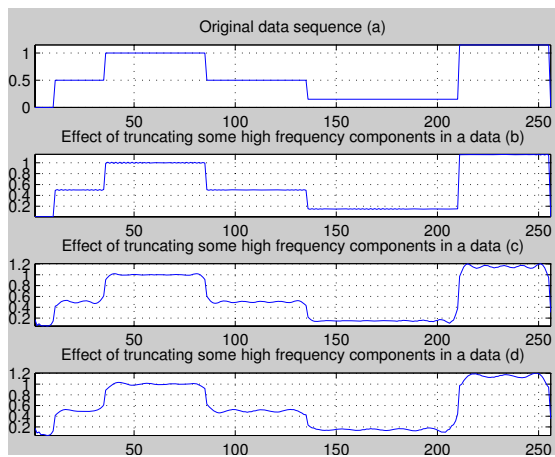 Original data sequence (a)
1
0.5
0
50 100 150 200 250
Effect of truncating some high frequency components in a data (b)
1
0.8
0.6
0.4
0.2
50 100 150 200 250
Effect of truncating some high frequency components in a data (c)
1.2
1
0.8
0.6
0.4
0.2
50 100 150 200 250
Effect of truncating some high frequency components in a data (d)
1.2
1
0.8
0.6
0.4
0.2
50 100 150 200 250